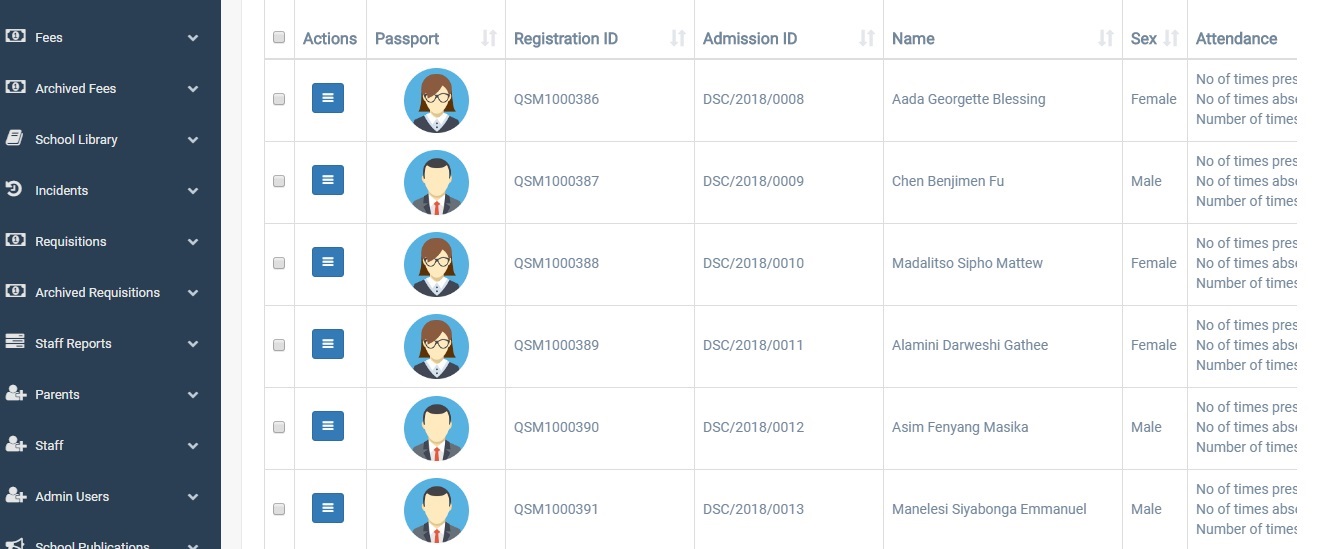 Fees
Archived Fees
School Library
Incidents
Requisitions
Archived Requisitions
Staff Reports
Parents
Staff
Admin Users
School Publications
Actions Passport Registration ID Admission ID Name Sex Attendance
QSM1000386 DSC/2018/0008 Aada Georgette Blessing Female
No of times pres
No of times abse
Number of times
QSM1000387 DSC/2018/0009 Chen Benjimen Fu Male
No of times pres
No of times abse
Number of times
QSM1000388 DSC/2018/0010 Madalitso Sipho Mattew Female
No of times pres
No of times abse
Number of times
QSM1000389 DSC/2018/0011 Alamini Darweshi Gathee Female
No of times pres
No of times abse
Number of times
QSM1000390 DSC/2018/0012 Asim Fenyang Masika Male
No of times pres
No of times abse
Number of times
QSM1000391 DSC/2018/0013 Manelesi Siyabonga Emmanuel Male
No of times pres
No of times abse
Number of times